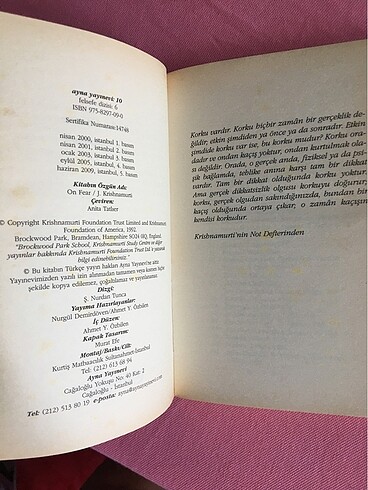 ayna yayınevi: 10
felsefe dizisi: 6
ISBN 975-8297-09-0
Sertifika Numarası:14748
nisan 2000, istanbul 1. basım
nisan 2001, istanbul 2. basım
ocak 2003, istanbul 3. basım
eylül 2005, istanbul 4. basım
haziran 2009, istanbul, 5. basım
Kitabın Özgün Adı:
On Fear / J. Krishnamurti
Çeviren:
Anita Tatlıer
© Copyright Krishnamurti Foundation Trust Limited and Krishnamurti
Foundation of America, 1992.
Brockwood Park, Bramdean, Hampshire SO24 England
"Brockwood Park School, Krishnamurti Study Centre ve diğer
yayınlar hakkında Krishnamurti Foundation Trust Ltd'e yazarak
bilgi edinebilirsiniz."
© Bu kitabın Türkçe yayın hakları Ayna Yayınevi'ne aittir.
Yayınevimizden yazılı izin alınmadan tamamen veya kısmen hiçbir
şekilde kopya edilemez, çoğaltılamaz ve yayınlanamaz.
Dizgi:
Ş. Nurdan Tunca
Yayıma Hazırlayanlar:
Nurgül Demirdöven/Ahmet Y. Özbilen
İç Düzen:
Ahmet Y. Özbilen
Kapak Tasarım:
Murat Efe
Montaj/Baskı/Cilt:
Kurtiş Matbaacılık Sultanahmet-İstanbul
Tel: (212) 613 68 94
Ayna Yayınevi
Cağaloğlu Yokuşu No: 40 Kat: 2
Cağaloğlu - İstanbul
Tel: (212) 513 80 19 e-posta: ayna@aynayayinevi.com
Korku vardır. Korku hiçbir zamân bir gerçeklik de-
ğildir, etkin şimdiden ya önce ya da sonradır. Etkin
şimdide korku var ise, bu korku mudur? Korku ora-
dadır ve ondan kaçış yoktur, ondan kurtulmak ola-
naksızdır. Orada, o gerçek anda, fiziksel ya da psi-
şik bağlamda, tehlike anına karşı tam bir dikkat
vardır. Tam bir dikkat olduğunda korku yoktur.
Ama gerçek dikkatsizlik olgusu korkuyu doğurur,
korku, gerçek olgudan sakındığınızda, bundan bir
kaçış olduğunda ortaya çıkar; o zaman kaçışın
kendisi korkudur.
Krishnamurti'nin Not Defterinden